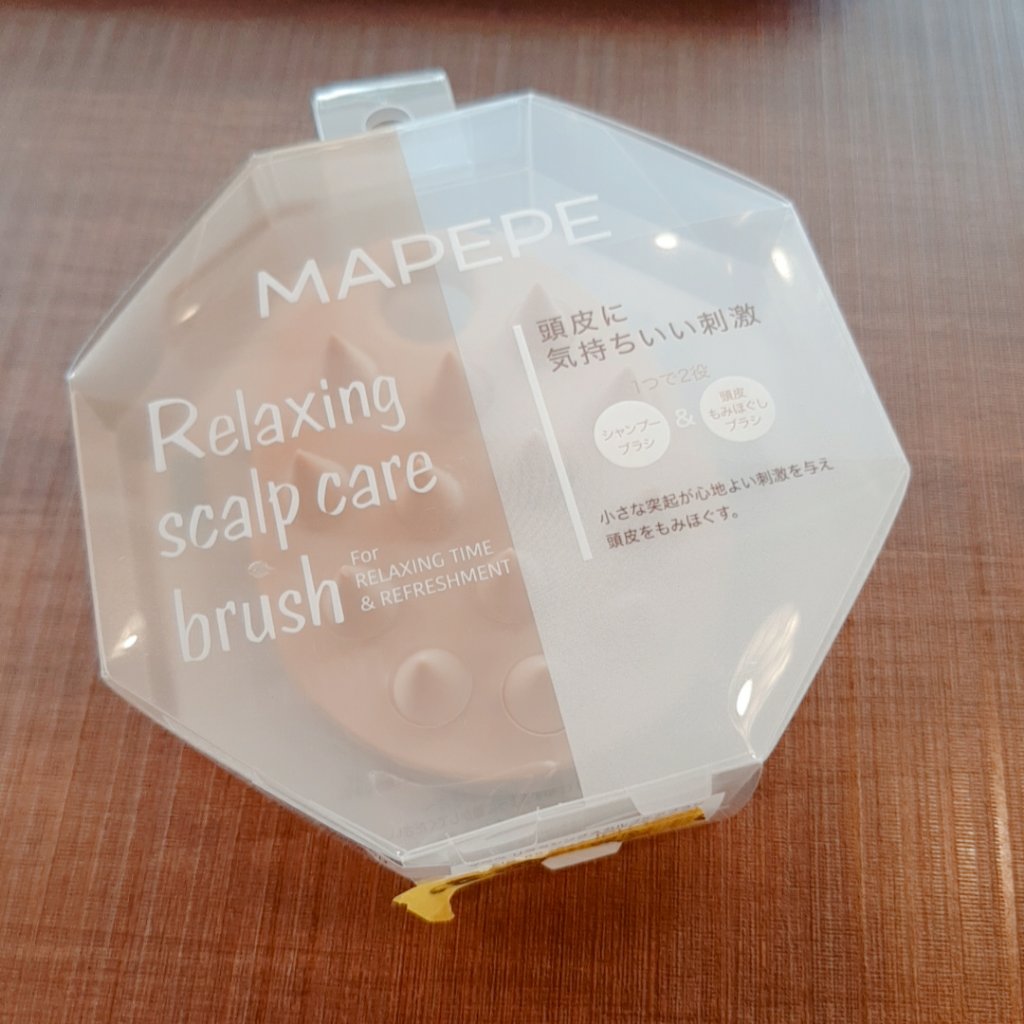 MAPEPE
Relaxing
scalp care
brush
For
RELAXING TIME
& REFRESHMENT
頭皮に
気持ちいい刺激
1つで2役
シャンプー
ブラシ
&
頭皮
もみほぐし
ブラシ
小さな突起が心地よい刺激を与え
頭皮をもみほぐす。